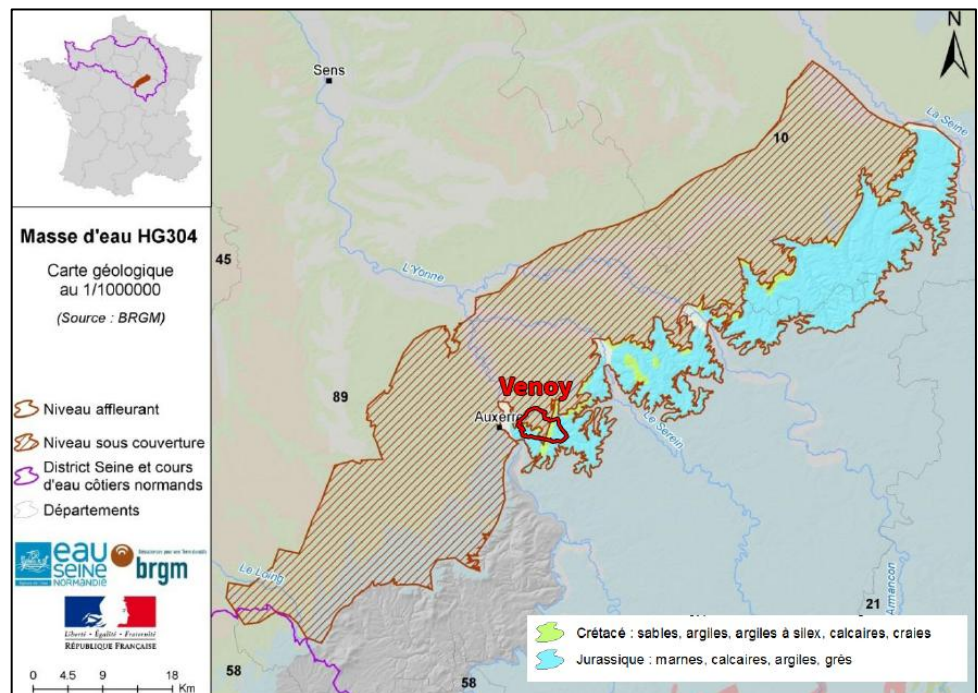 Masse d'eau HG304
Carte géologique
au 1/1000000
(Source : BRGM)
Niveau affleurant
Niveau sous couverture
District Seine et cours
d'eau côtiers normands
Départements
eau
SEINE
NORMANDIE
brgm
Liberté • Égalité • Fraternité
RÉPUBLIQUE FRANÇAISE
0 4.5 9 18
Km
N
Sens
La Seine
10
45
L'Yonne
89
Venoy
Auxerre
Le Serein
Le Loing
Armançon
21
58
58
Crétacé : sables, argiles, argiles à silex, calcaires, craies
Jurassique : marnes, calcaires, argiles, grès